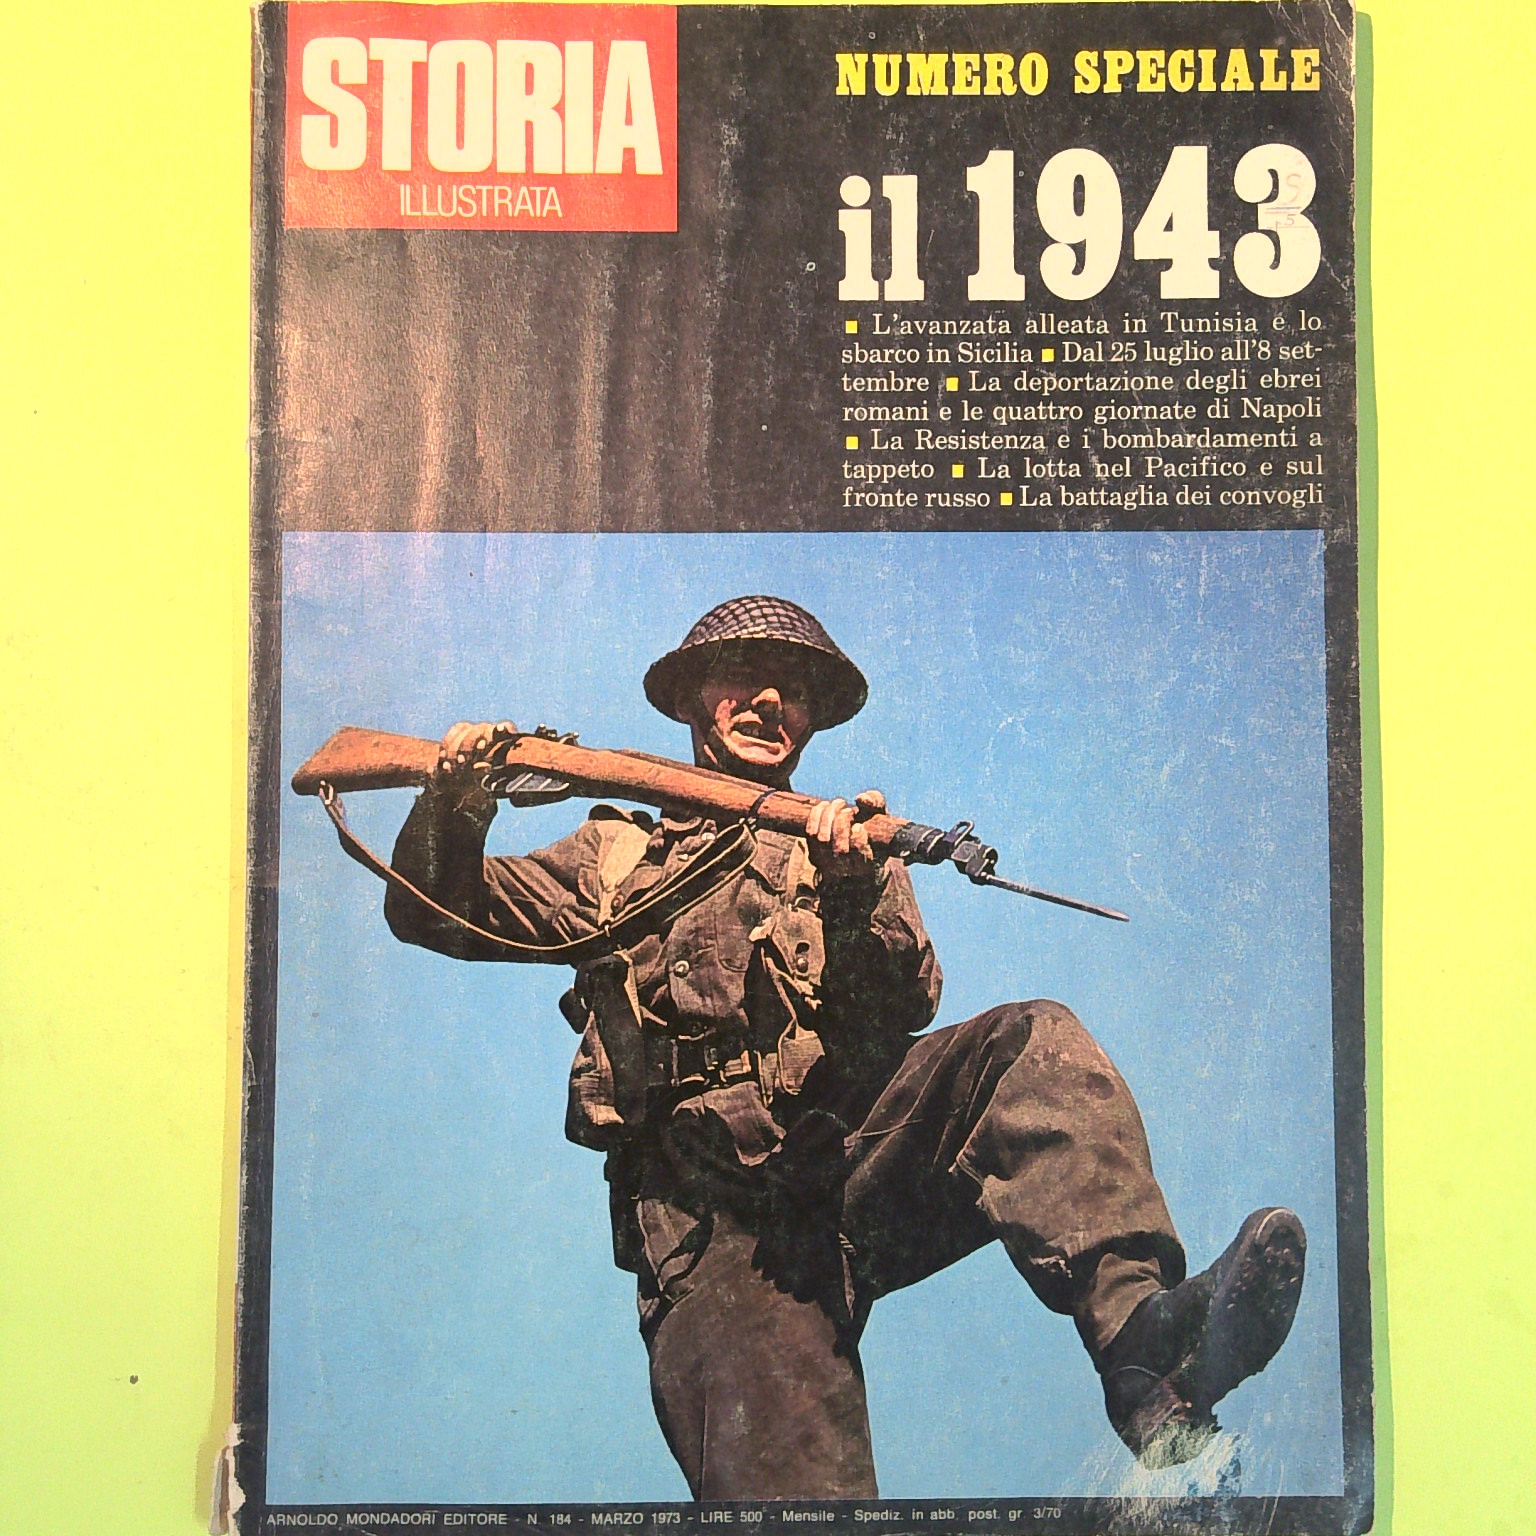 STORIA
ILLUSTRATA
NUMERO SPECIALE
il 1943
■ L'avanzata alleata in Tunisia e lo
sbarco in Sicilia ■ Dal 25 luglio all'8 set-
tembre ■ La deportazione degli ebrei
romani e le quattro giornate di Napoli
■ La Resistenza e i bombardamenti a
tappeto ■ La lotta nel Pacifico e sul
fronte russo ■ La battaglia dei convogli
ARNOLDO MONDADORI EDITORE - N. 184 - MARZO 1973 - LIRE 500 - Mensile - Spediz. in abb. post. gr. 3/70